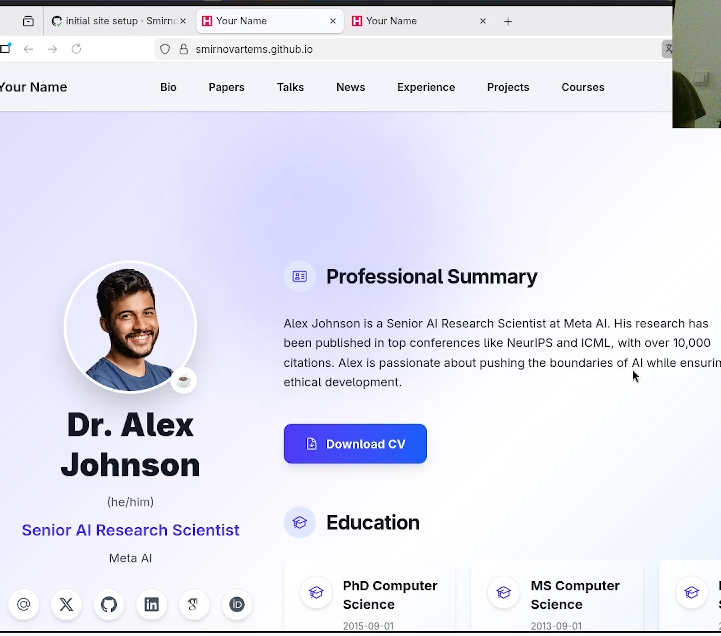 initial site setup · Smirno
Your Name
Your Name
smirnovartems.github.io
Your Name
Bio
Papers
Talks
News
Experience
Projects
Courses
Professional Summary
Alex Johnson is a Senior AI Research Scientist at Meta AI. His research has
been published in top conferences like NeurIPS and ICML, with over 10,000
citations. Alex is passionate about pushing the boundaries of AI while ensurin
ethical development.
Download CV
Dr. Alex
Johnson
(he/him)
Senior AI Research Scientist
Meta AI
Education
PhD Computer
Science
2015-09-01
MS Computer
Science
2013-09-01